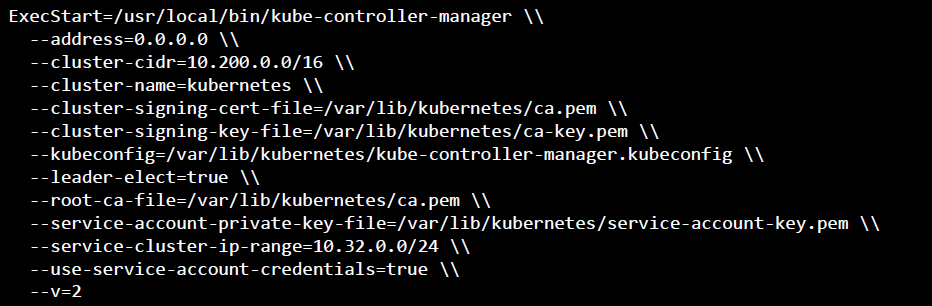 ExecStart=/usr/local/bin/kube-controller-manager \\
--address=0.0.0.0 \\
--cluster-cidr=10.200.0.0/16 \\
--cluster-name=kubernetes \\
--cluster-signing-cert-file=/var/lib/kubernetes/ca.pem \\
--cluster-signing-key-file=/var/lib/kubernetes/ca-key.pem \\
--kubeconfig=/var/lib/kubernetes/kube-controller-manager.kubeconfig \\
--leader-elect=true \\
--root-ca-file=/var/lib/kubernetes/ca.pem \\
--service-account-private-key-file=/var/lib/kubernetes/service-account-key.pem \\
--service-cluster-ip-range=10.32.0.0/24 \\
--use-service-account-credentials=true \\
--v=2